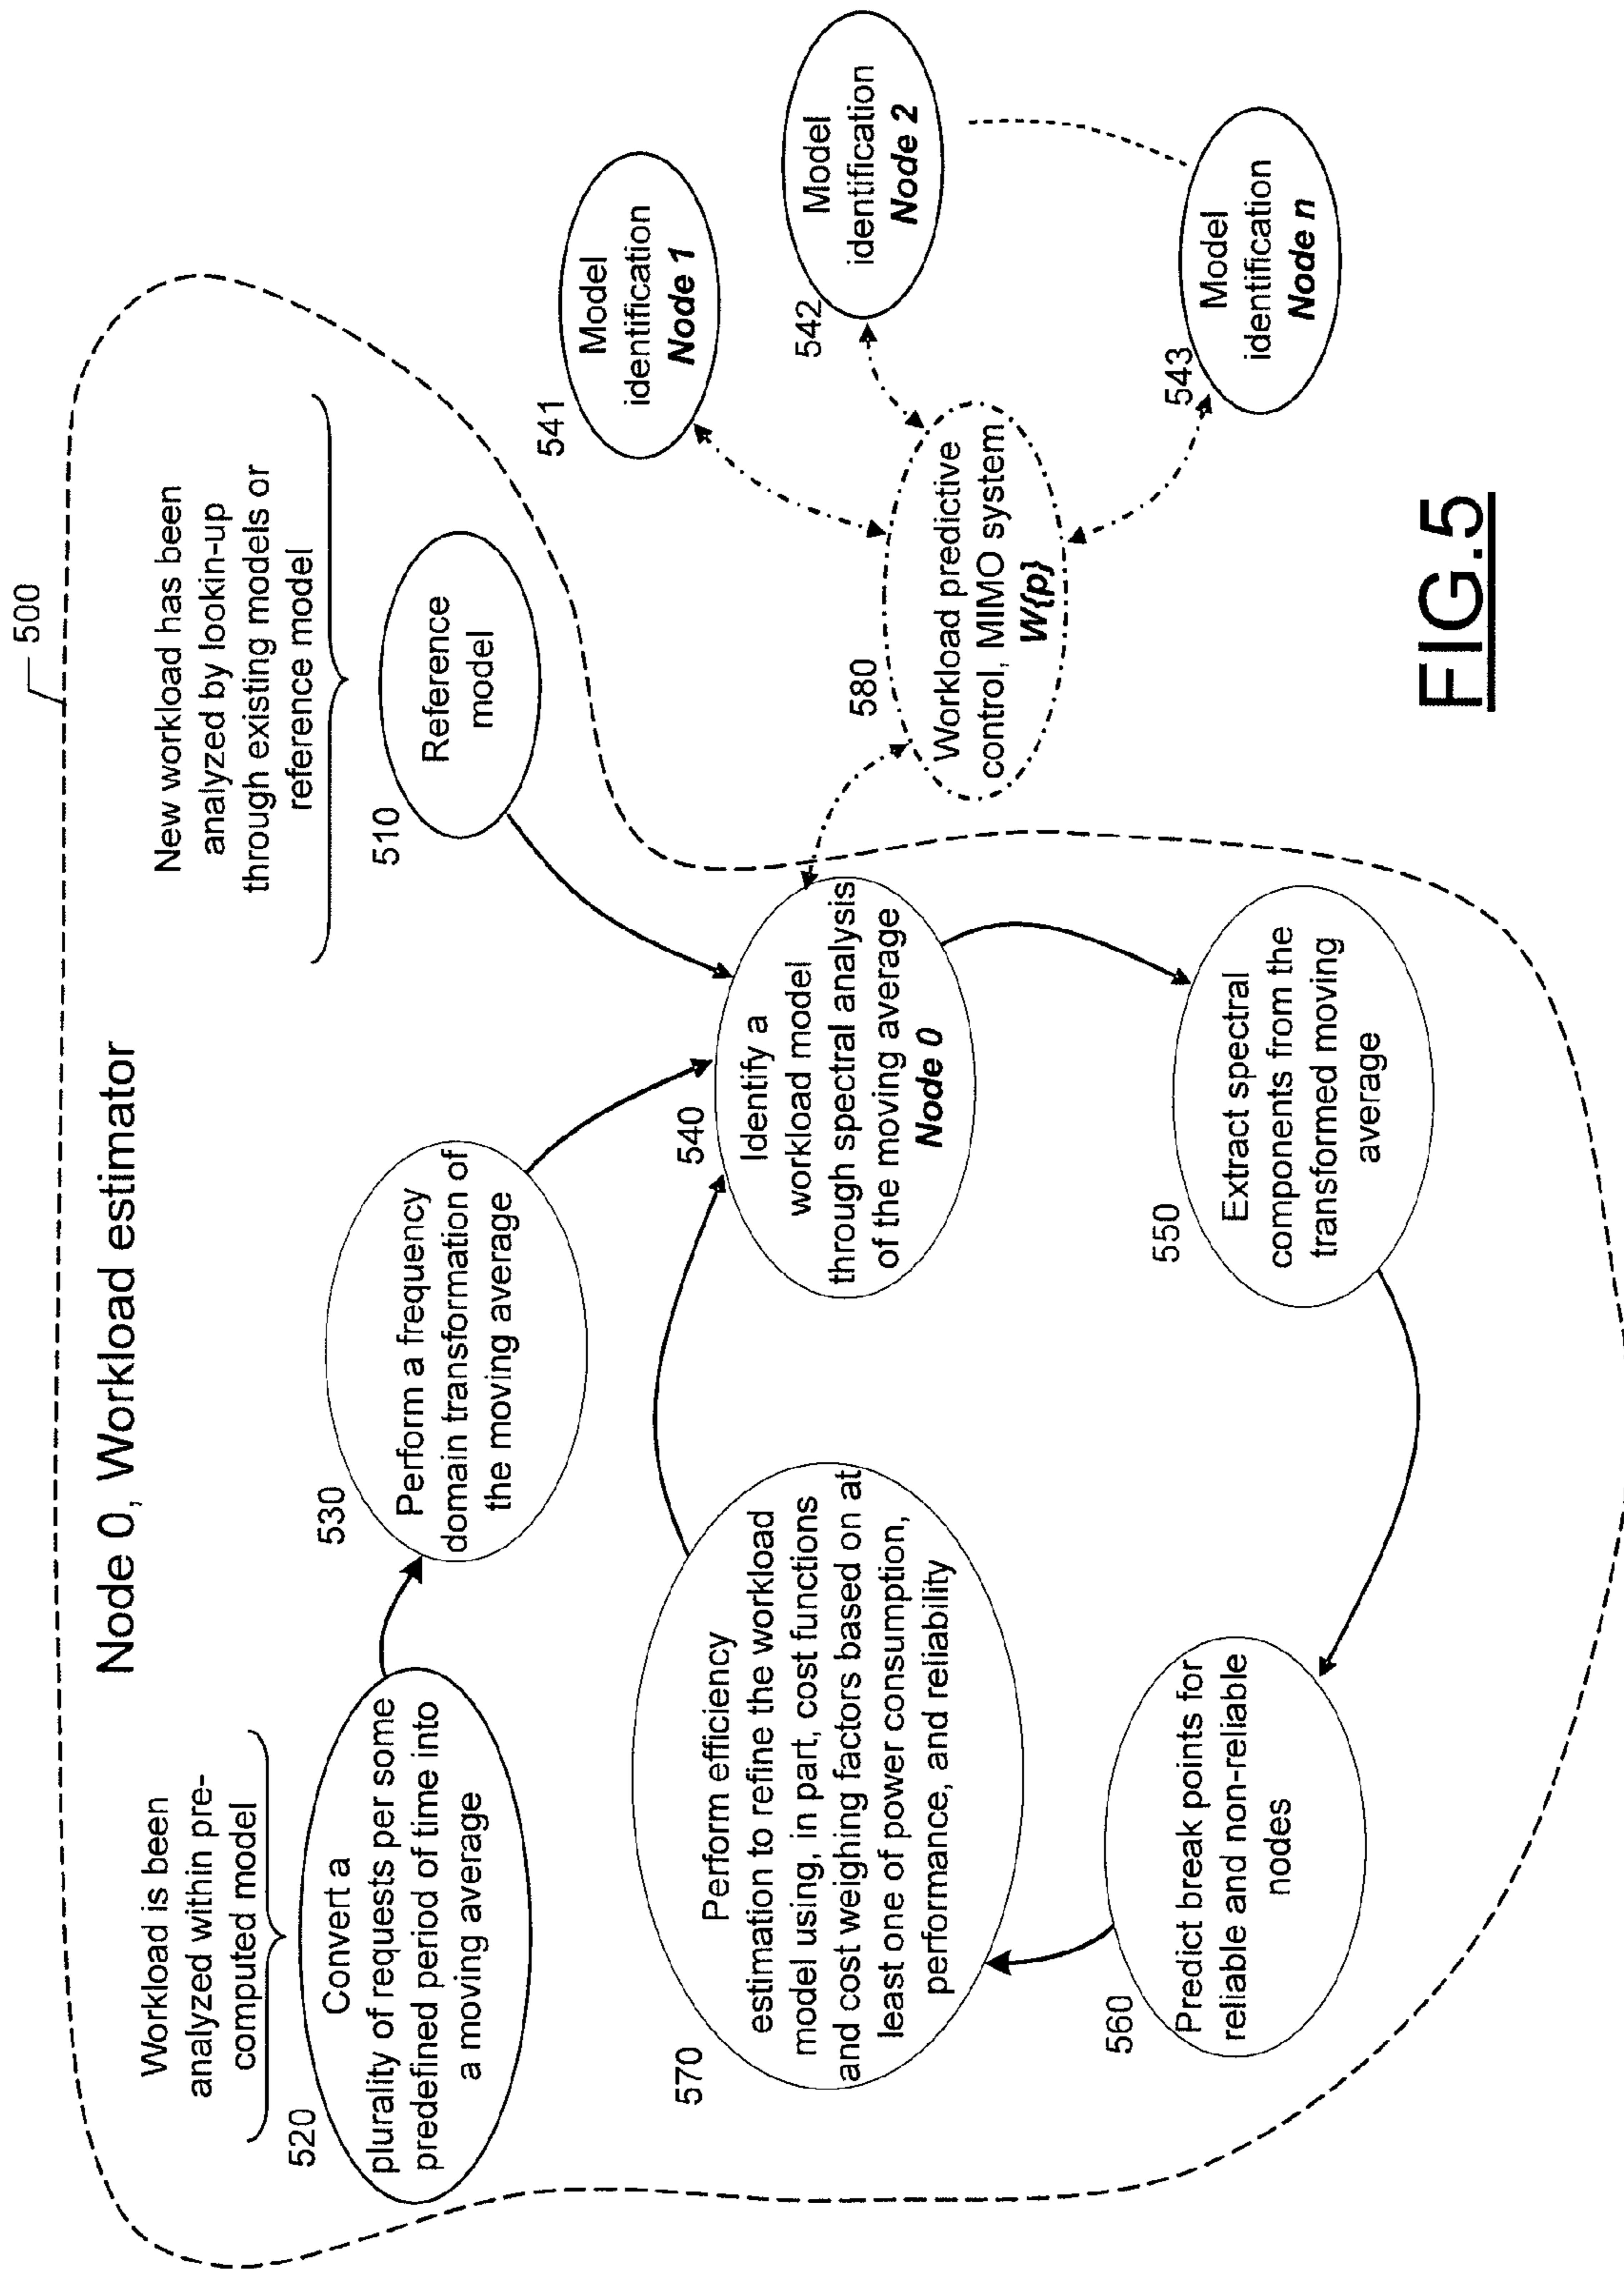 500
Node 0, Workload estimator
Workload is been
analyzed within pre-
computed model
520
Convert a
plurality of requests per some
predefined period of time into
a moving average
530
Perform a frequency
domain transformation of
the moving average
New workload has been
analyzed by lookin-up
through existing models or
reference model
510
Reference
model
540
Identify a
workload model
through spectral analysis
of the moving average
Node 0
570
Perform efficiency
estimation to refine the workload
model using, in part, cost functions
and cost weighing factors based on at
least one of power consumption,
performance, and reliability
550
Extract spectral
components from the
transformed moving
average
560
Predict break points for
reliable and non-reliable
nodes
541
Model
identification
Node 1
542
Model
identification
Node 2
543
Model
identification
Node n
580
Workload predictive
control, MIMO system
W{p}
FIG.5